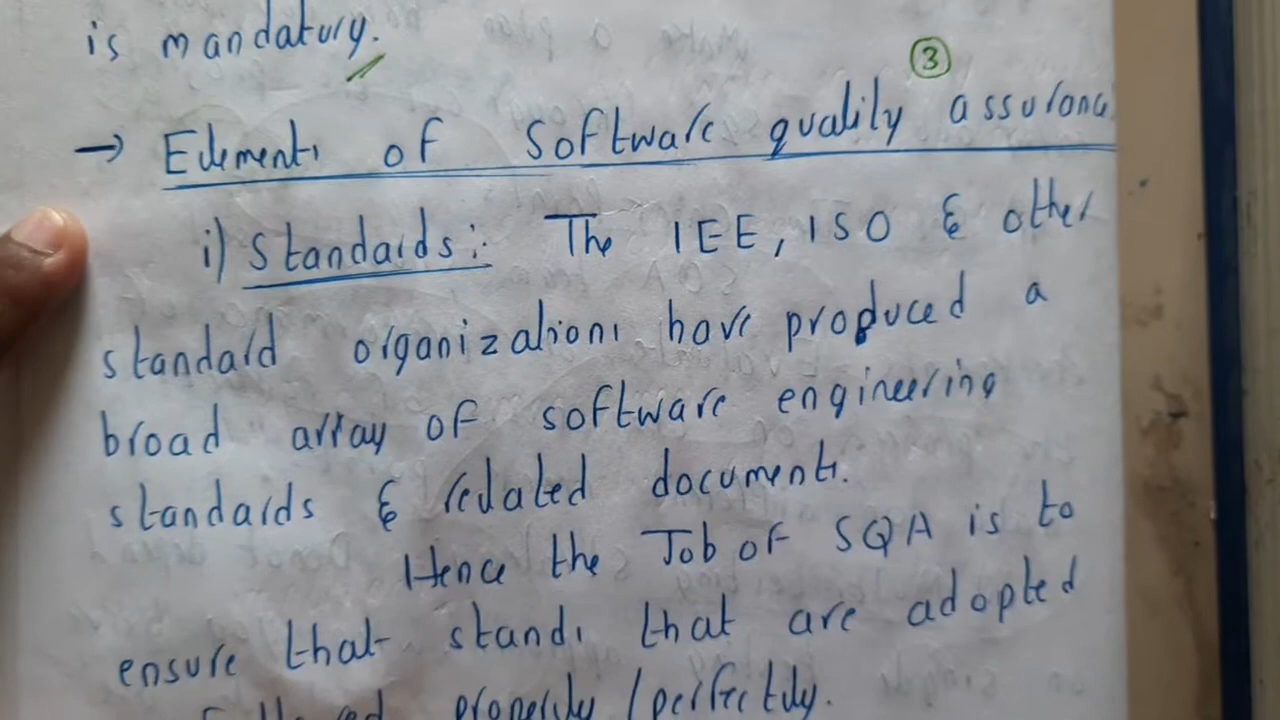 is mandatory.
3
→ Elements of Software quality assurance
i) Standards: The IEE, ISO & other
standard organizations have produced a
broad array of software engineering
standards & related documents.
Hence the Job of SQA is to
ensure that stands that are adopted
followed properly / perfectly.